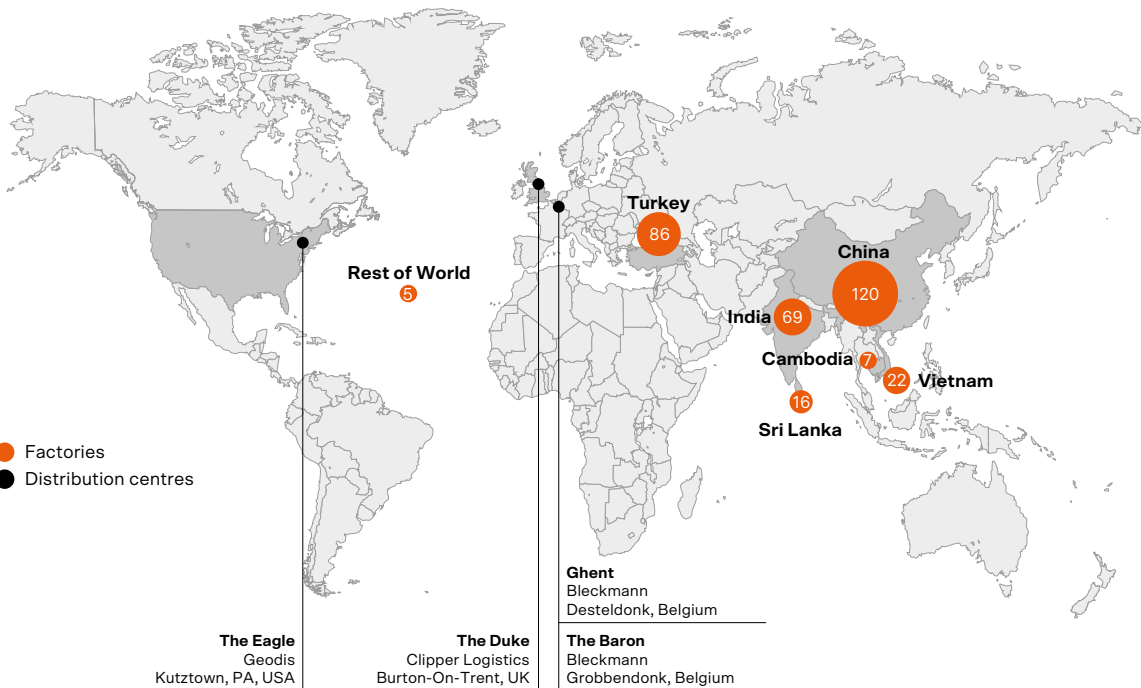 Turkey
86
China
120
Rest of World
5
India
69
Cambodia
7
22
Vietnam
16
Sri Lanka
Factories
Distribution centres
Ghent
Bleckmann
Desteldonk, Belgium
The Eagle
Geodis
Kutztown, PA, USA
The Duke
Clipper Logistics
Burton-On-Trent, UK
The Baron
Bleckmann
Grobbendonk, Belgium